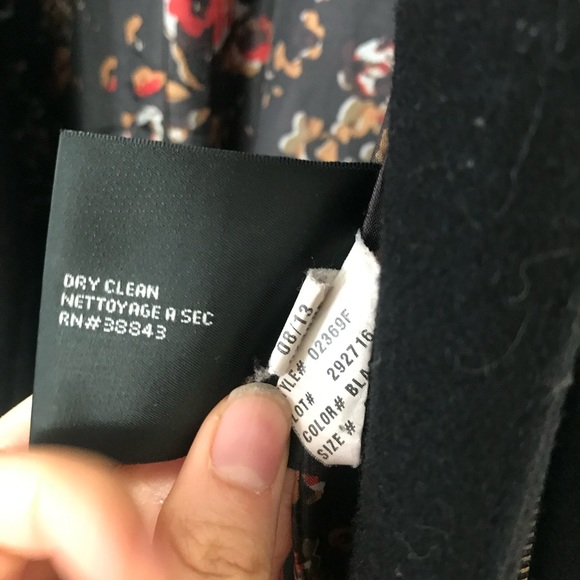 DRY CLEAN
NETTOYAGE A SEC
RN#38843
08/13
YLE# 02369F
LOT# 292716
COLOR# BLA
SIZE #